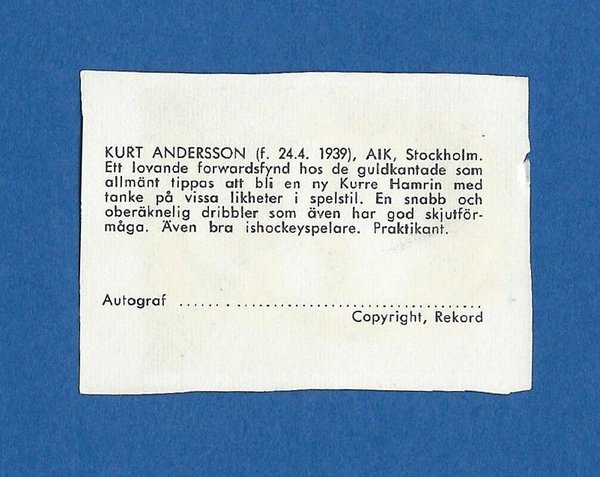 KURT ANDERSSON (f. 24.4. 1939), AIK, Stockholm.
Ett lovande forwardsfynd hos de guldkantade som
allmänt tippas att bli en ny Kurre Hamrin med
tanke på vissa likheter i spelstil. En snabb och
oberäknelig dribbler som även har god skjutför-
måga. Även bra ishockeyspelare. Praktikant.
Autograf ............................................
Copyright, Rekord